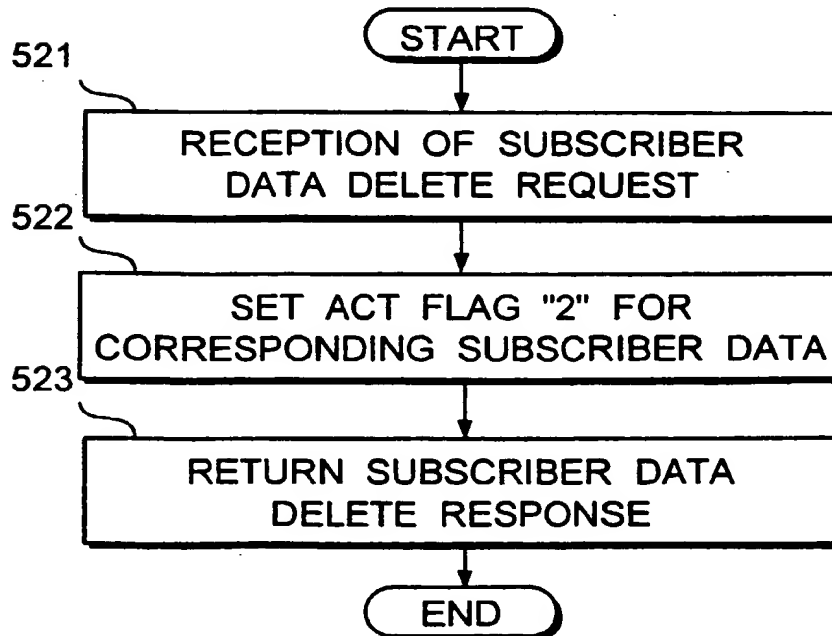 START
521
RECEPTION OF SUBSCRIBER
DATA DELETE REQUEST
522
SET ACT FLAG "2" FOR
CORRESPONDING SUBSCRIBER DATA
523
RETURN SUBSCRIBER DATA
DELETE RESPONSE
END